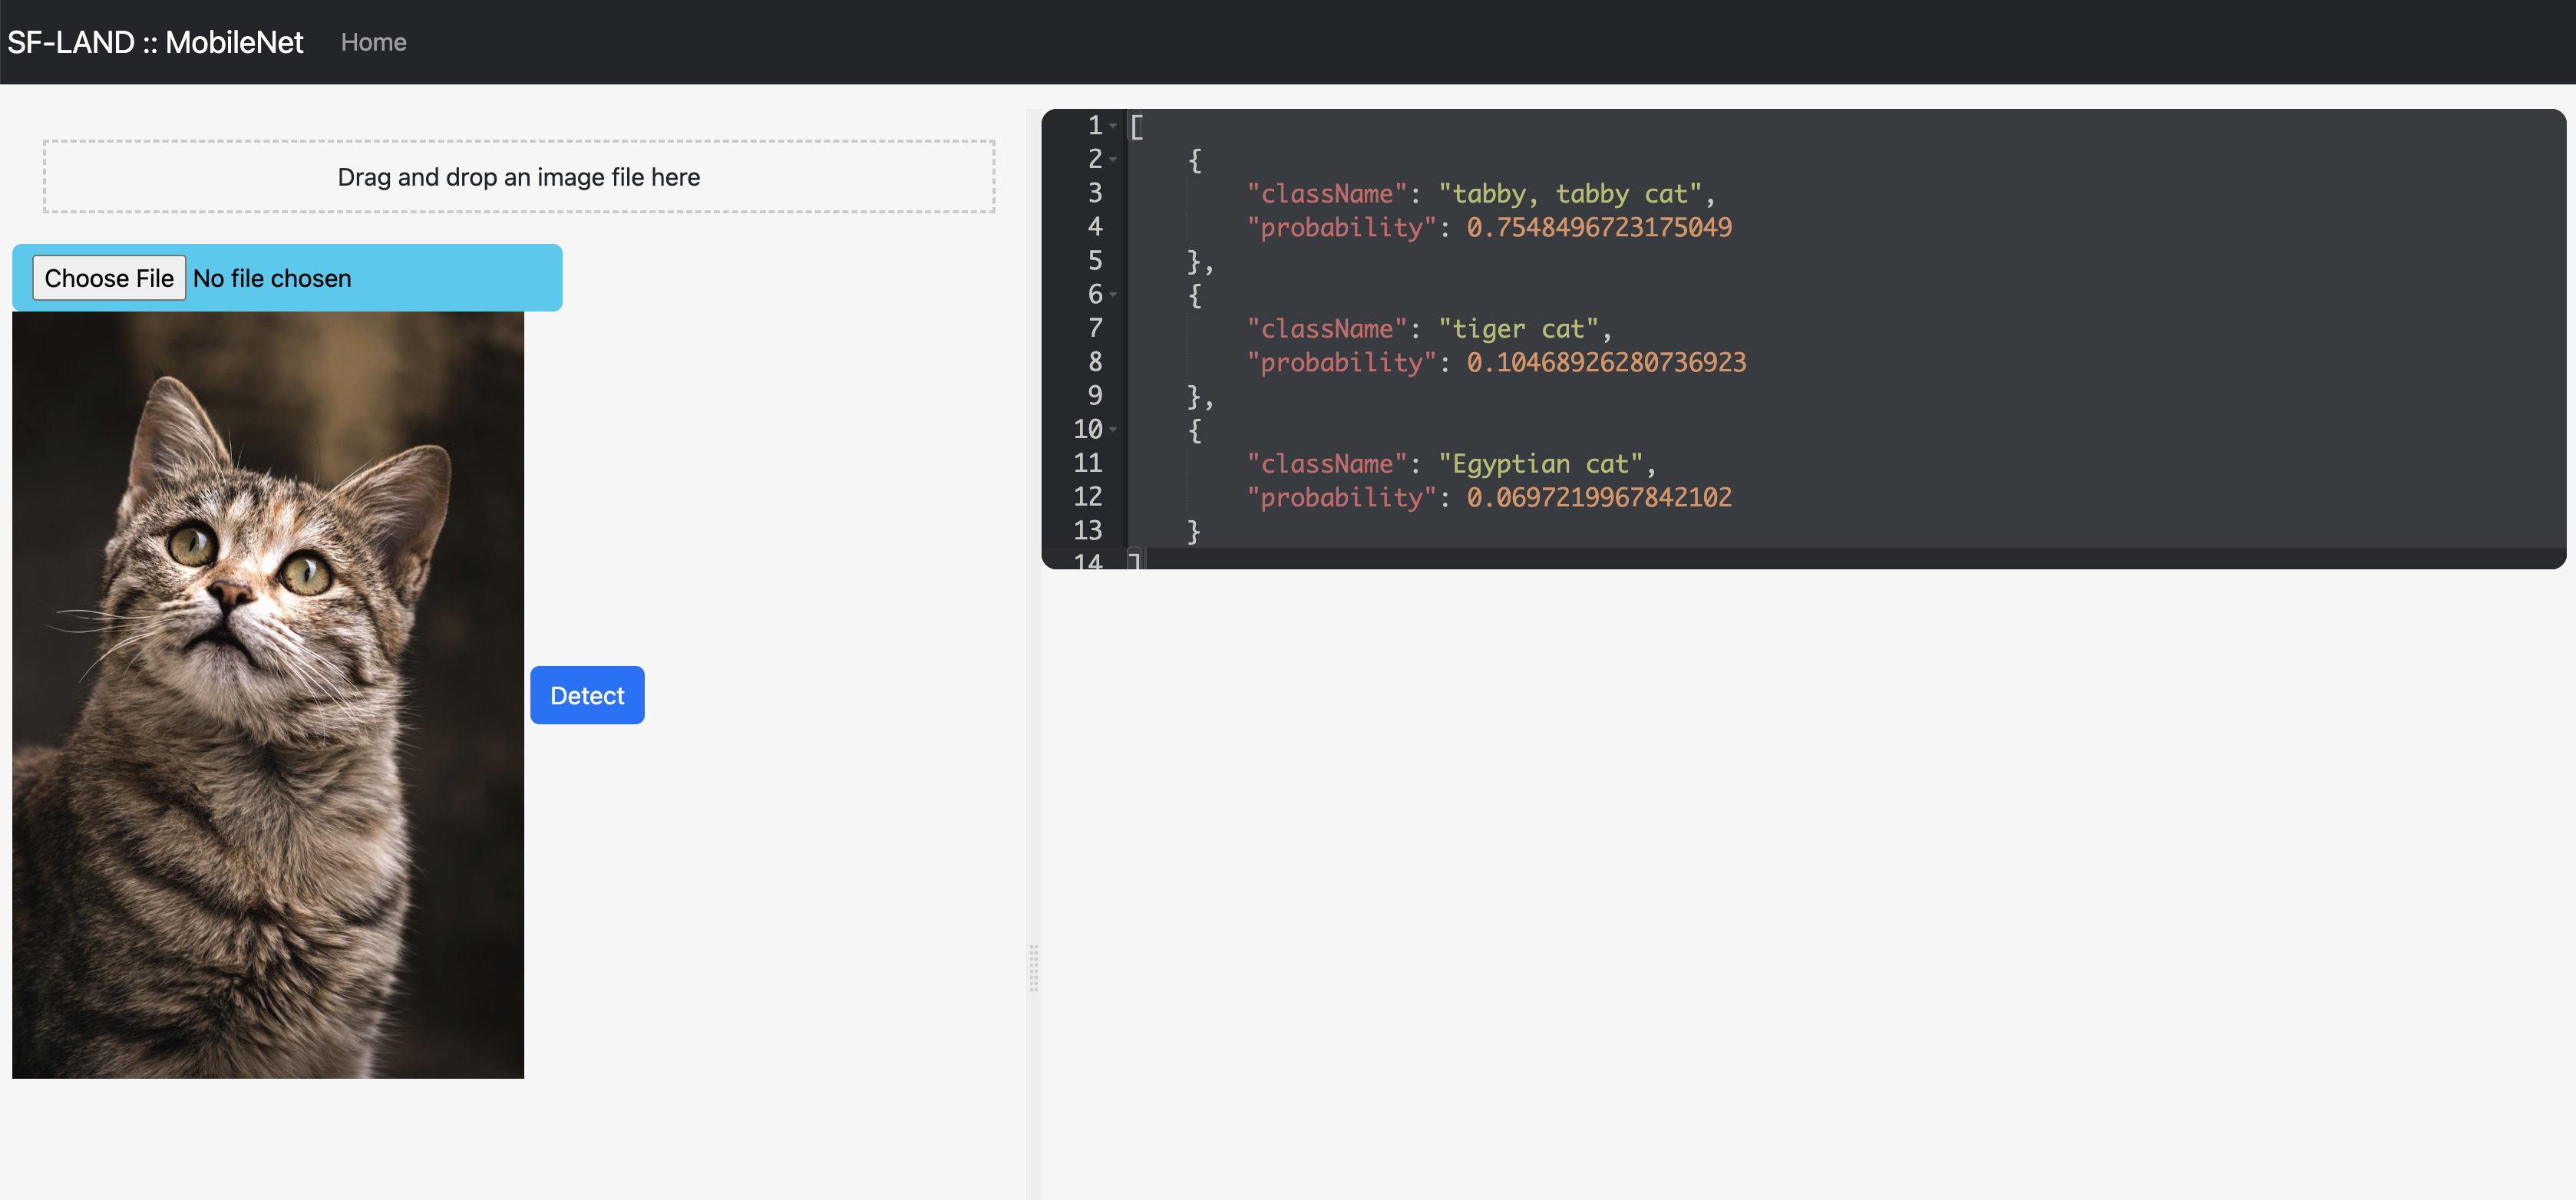 SF-LAND :: MobileNet Home
Drag and drop an image file here
Choose File No file chosen
Detect
1 [
2 {
3 "className": "tabby, tabby cat",
4 "probability": 0.7548496723175049
5 },
6 {
7 "className": "tiger cat",
8 "probability": 0.10468926280736923
9 },
10 {
11 "className": "Egyptian cat",
12 "probability": 0.0697219967842102
13 }
14 ]